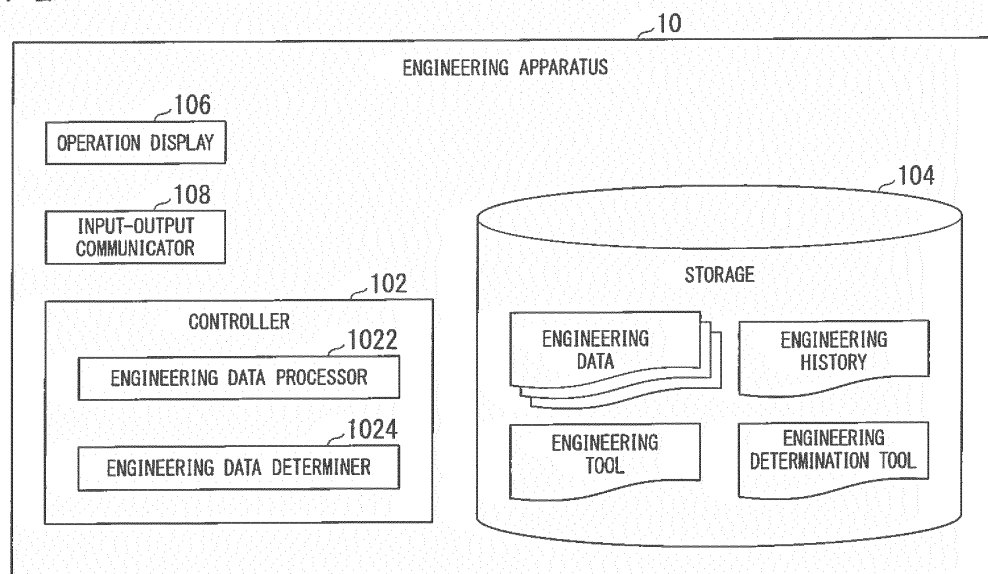 10
ENGINEERING APPARATUS
106
OPERATION DISPLAY
108
INPUT-OUTPUT
COMMUNICATOR
102
CONTROLLER
1022
ENGINEERING DATA PROCESSOR
1024
ENGINEERING DATA DETERMINER
104
STORAGE
ENGINEERING
DATA
ENGINEERING
HISTORY
ENGINEERING
TOOL
ENGINEERING
DETERMINATION TOOL